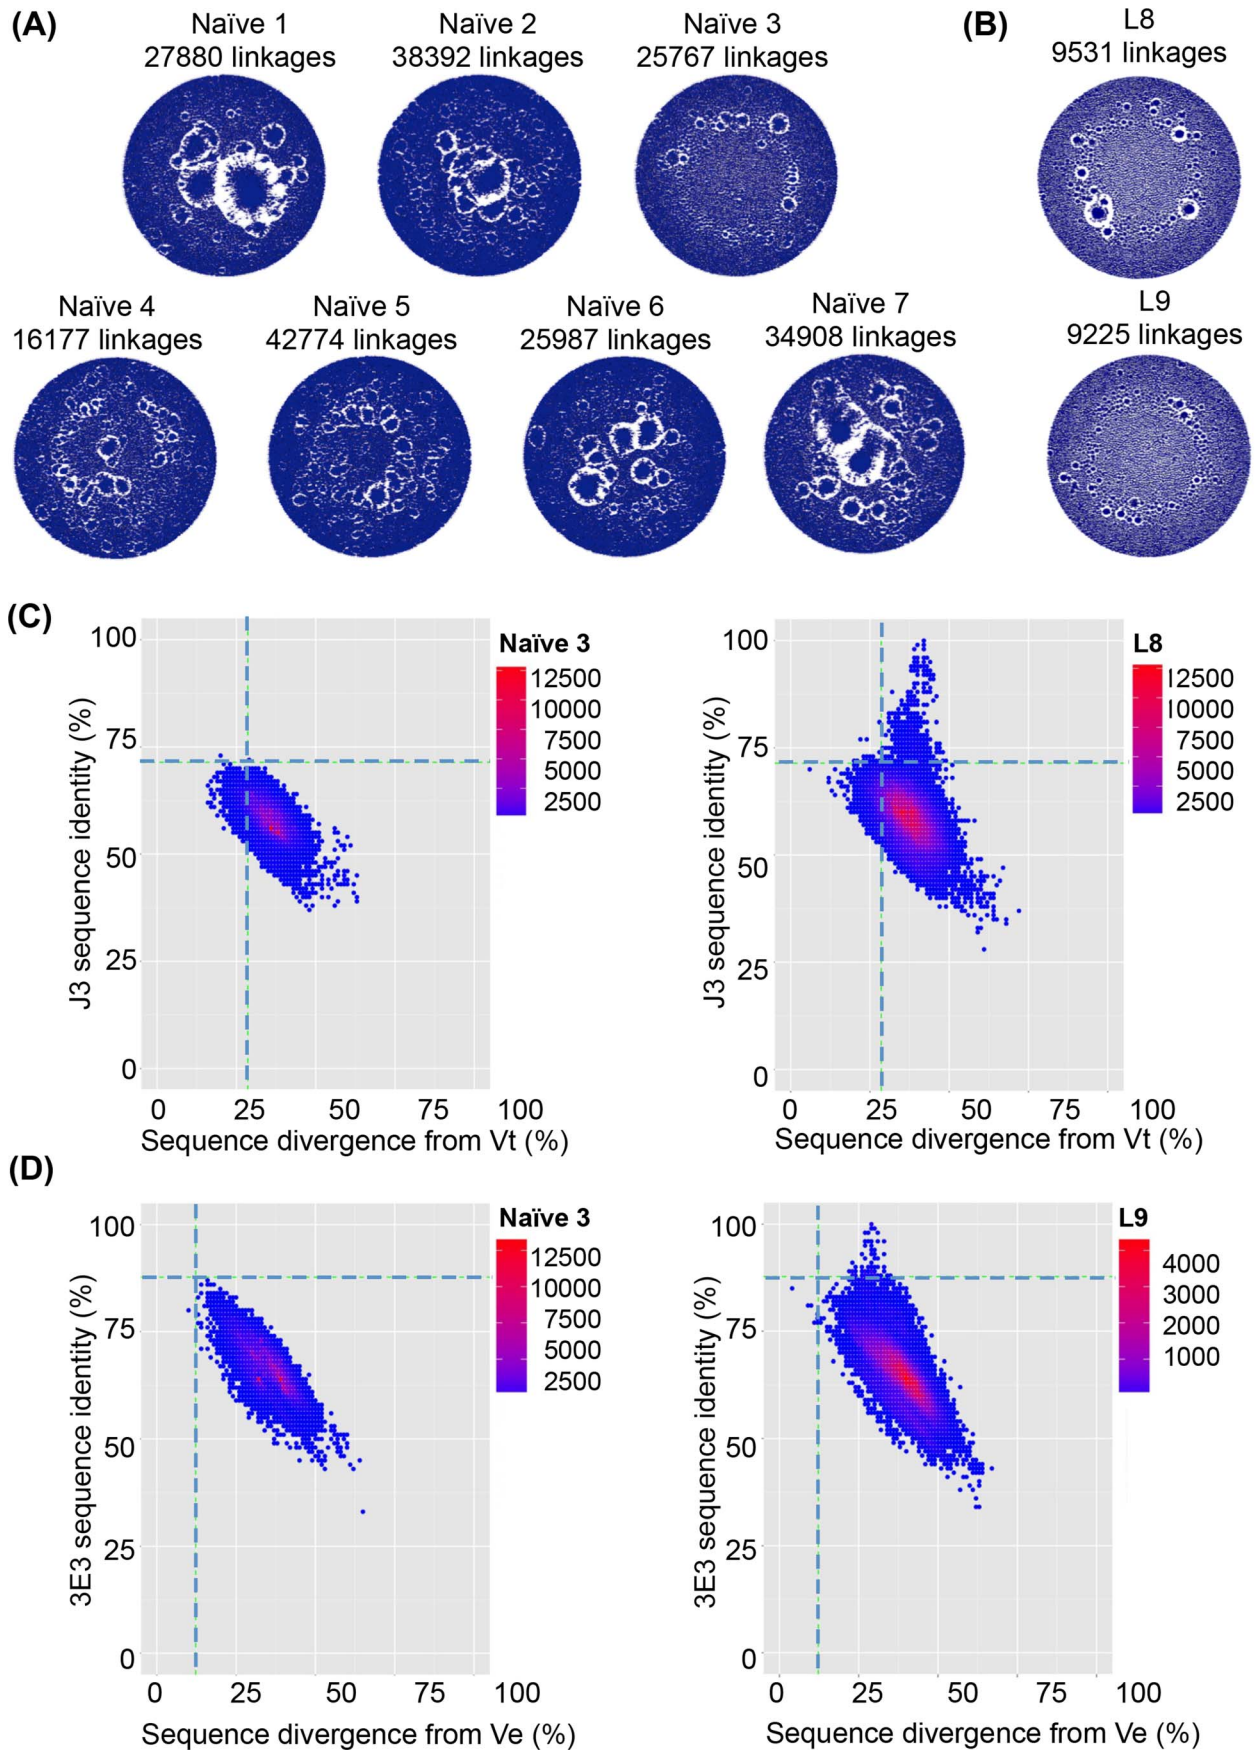 (A)
Naïve 1
27880 linkages
Naïve 2
38392 linkages
Naïve 3
25767 linkages
(B)
L8
9531 linkages
Naïve 4
16177 linkages
Naïve 5
42774 linkages
Naïve 6
25987 linkages
Naïve 7
34908 linkages
L9
9225 linkages
(C)
J3 sequence identity (%)
100
75
50
25
0
0 25 50 75 100
Sequence divergence from Vt (%)
Naïve 3
12500
10000
7500
5000
2500
J3 sequence identity (%)
100
75
50
25
0
0 25 50 75 100
Sequence divergence from Vt (%)
L8
12500
10000
7500
5000
2500
(D)
3E3 sequence identity (%)
100
75
50
25
0
0 25 50 75 100
Sequence divergence from Ve (%)
Naïve 3
12500
10000
7500
5000
2500
3E3 sequence identity (%)
100
75
50
25
0
0 25 50 75 100
Sequence divergence from Ve (%)
L9
4000
3000
2000
1000